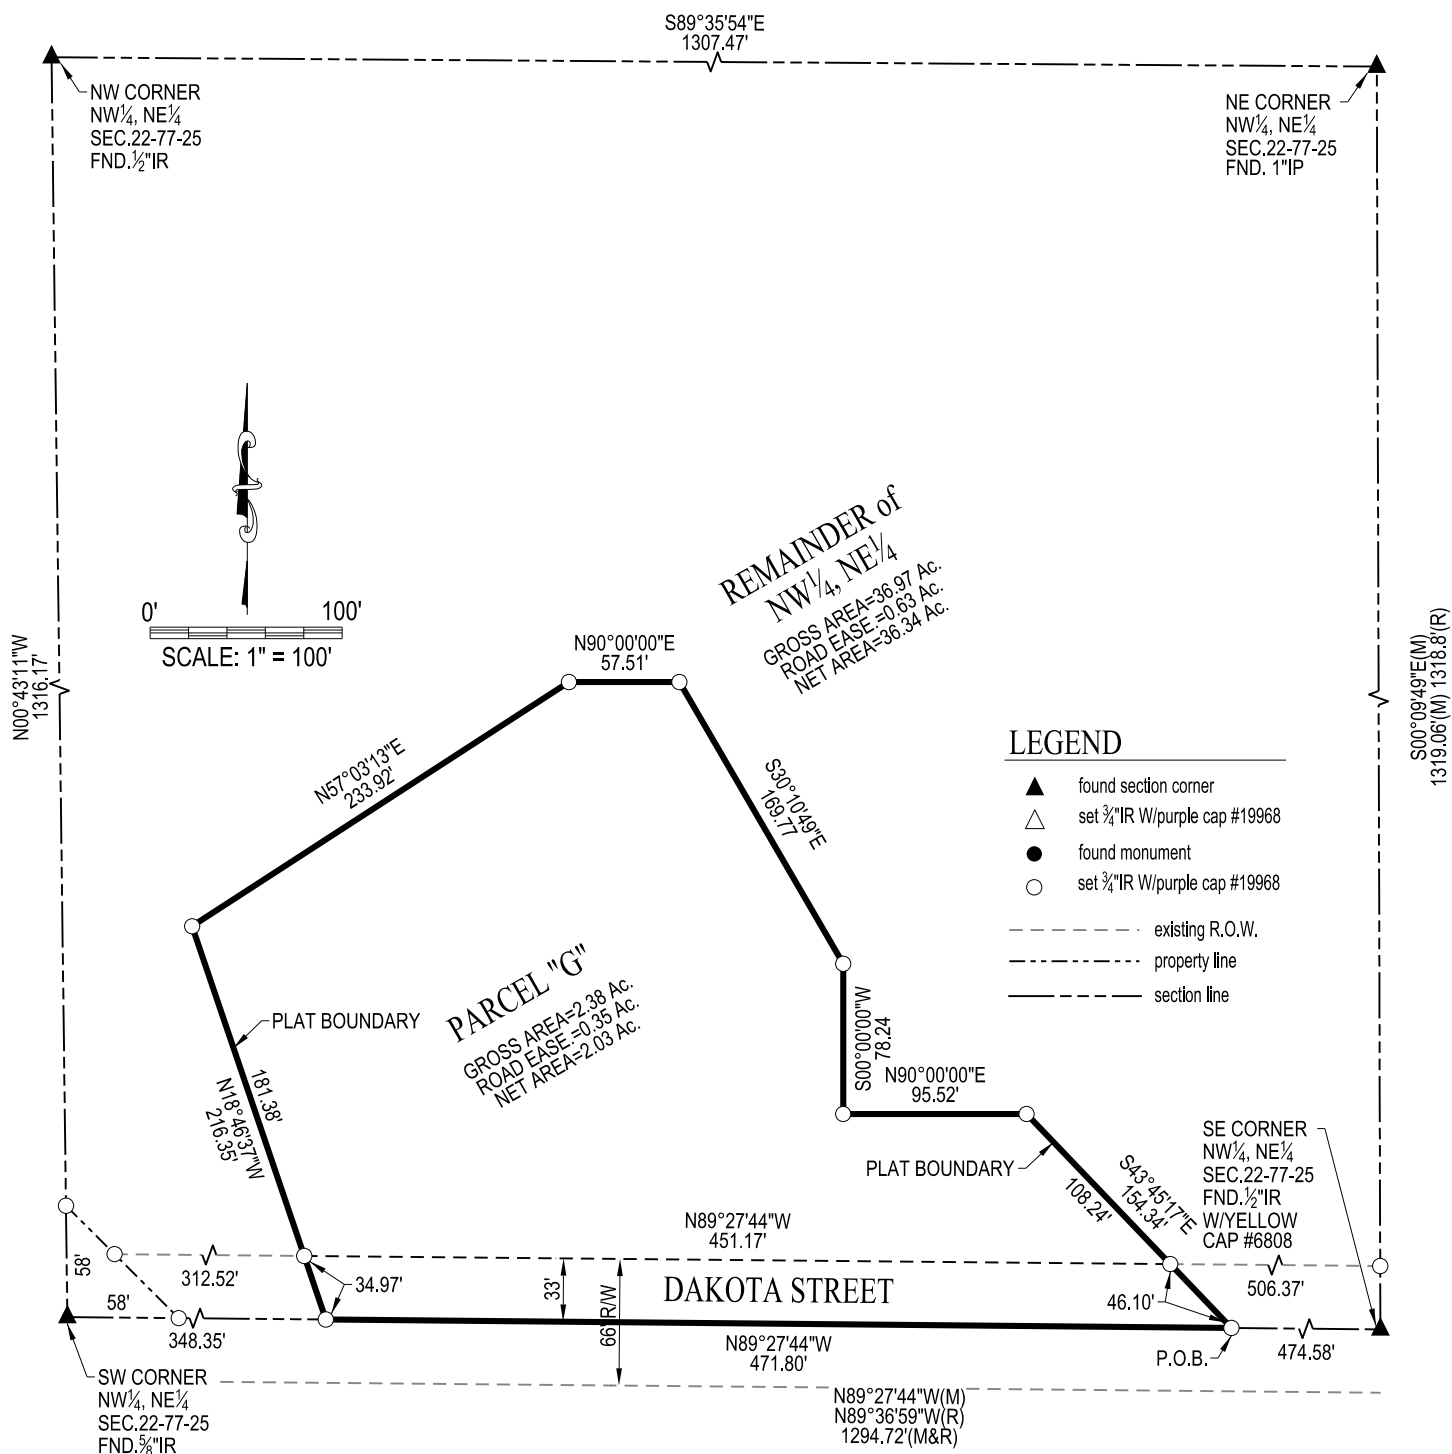 S89°35'54"E
1307.47'
NW CORNER
NW¼, NE¼
SEC.22-77-25
FND.½"IR
NE CORNER
NW¼, NE¼
SEC.22-77-25
FND. 1"IP
0' 100'
SCALE: 1" = 100'
N00°43'11"W
1316.17'
S00°09'49"E(M)
1319.06'(M) 1318.8'(R)
REMAINDER of
NW¼, NE¼
GROSS AREA=36.97 Ac.
ROAD EASE.=0.63 Ac.
NET AREA=36.34 Ac.
N90°00'00"E
57.51'
N57°03'13"E
233.92'
S30°10'49"E
169.77
LEGEND
found section corner
set ¾"IR W/purple cap #19968
found monument
set ¾"IR W/purple cap #19968
existing R.O.W.
property line
section line
PARCEL "G"
GROSS AREA=2.38 Ac.
ROAD EASE.=0.35 Ac.
NET AREA=2.03 Ac.
PLAT BOUNDARY
181.38'
N18°46'37"W
216.35'
S00°00'00"W
78.24
N90°00'00"E
95.52'
PLAT BOUNDARY
S43°45'17"E
154.34'
108.24'
SE CORNER
NW¼, NE¼
SEC.22-77-25
FND.½"IR
W/YELLOW
CAP #6808
N89°27'44"W
451.17'
58'
312.52'
34.97'
33'
66' R/W
DAKOTA STREET
46.10'
506.37'
58'
348.35'
N89°27'44"W
471.80'
P.O.B.
474.58'
SW CORNER
NW¼, NE¼
SEC.22-77-25
FND.⅝"IR
N89°27'44"W(M)
N89°36'59"W(R)
1294.72'(M&R)